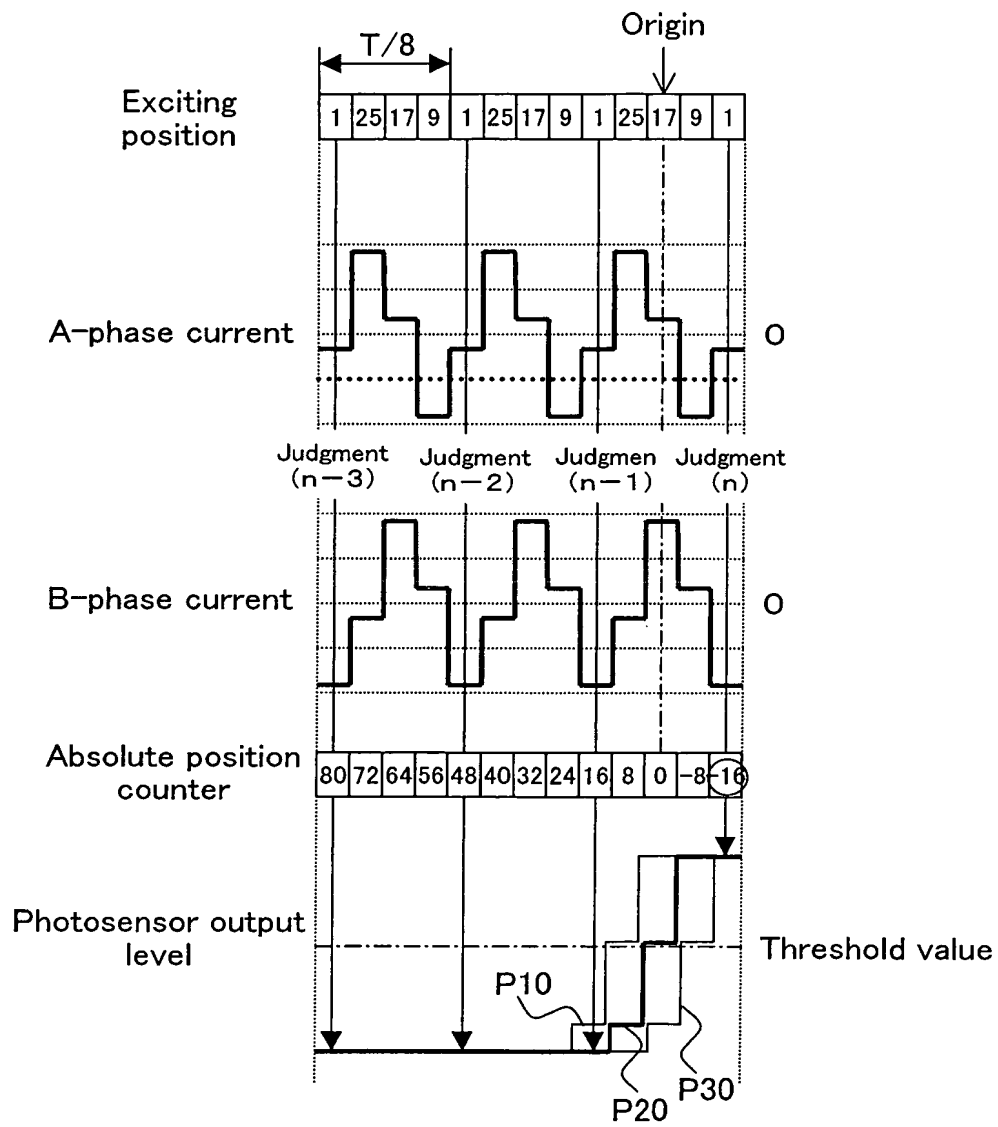 Origin
T/8
Exciting position
1 25 17 9 1 25 17 9 1 25 17 9 1
A-phase current
O
Judgment (n-3)
Judgment (n-2)
Judgmen (n-1)
Judgment (n)
B-phase current
O
Absolute position counter
80 72 64 56 48 40 32 24 16 8 0 -8 -16
Photosensor output level
Threshold value
P10
P20
P30